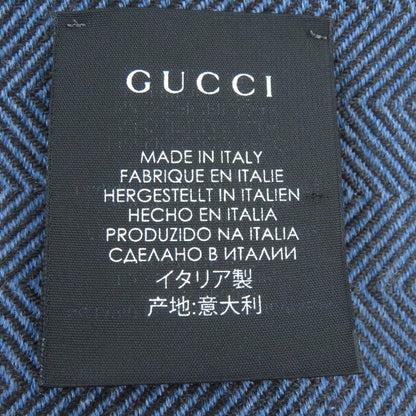 GUCCI
MADE IN ITALY
FABRIQUE EN ITALIE
HERGESTELLT IN ITALIEN
HECHO EN ITALIA
PRODUZIDO NA ITALIA
СДЕЛАНО В ИТАЛИИ
イタリア製
产地:意大利